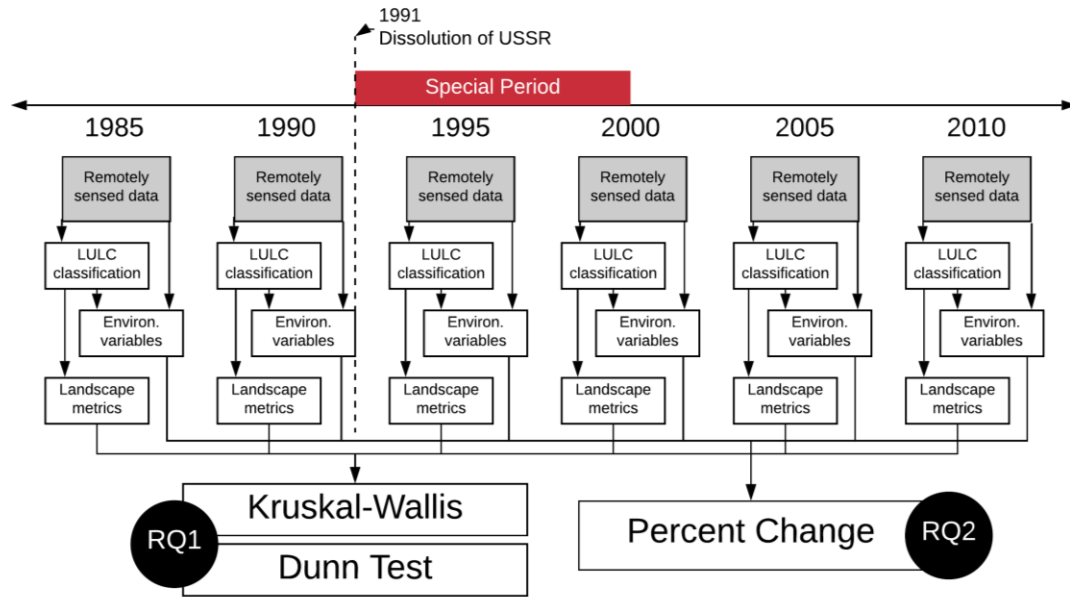 1991
Dissolution of USSR
Special Period
1985
1990
1995
2000
2005
2010
Remotely
sensed data
Remotely
sensed data
Remotely
sensed data
Remotely
sensed data
Remotely
sensed data
Remotely
sensed data
LULC
classification
LULC
classification
LULC
classification
LULC
classification
LULC
classification
LULC
classification
Environ.
variables
Environ.
variables
Environ.
variables
Environ.
variables
Environ.
variables
Environ.
variables
Landscape
metrics
Landscape
metrics
Landscape
metrics
Landscape
metrics
Landscape
metrics
Landscape
metrics
RQ1
Kruskal-Wallis
Dunn Test
Percent Change
RQ2